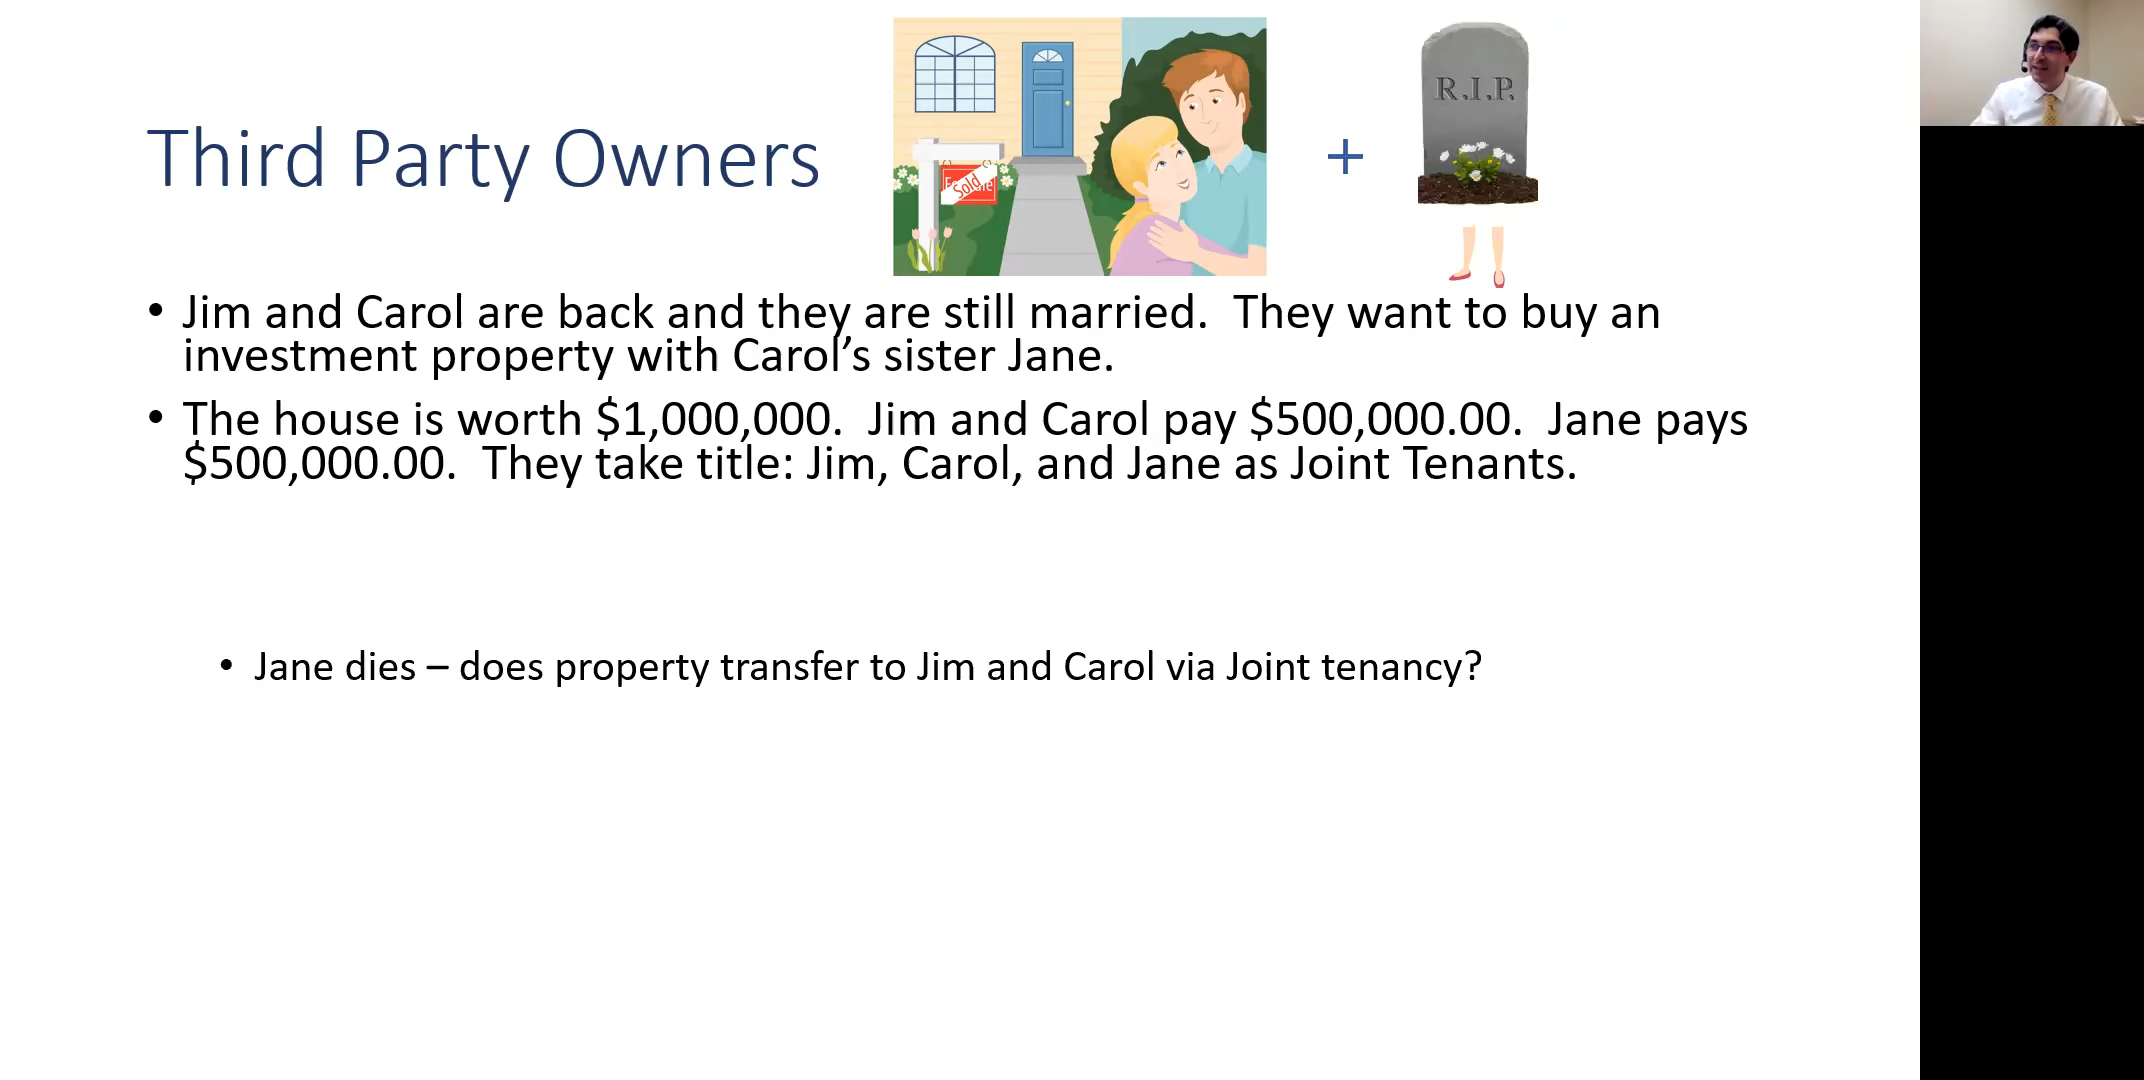 Third Party Owners
Sold
+
R.I.P.
• Jim and Carol are back and they are still married.  They want to buy an
investment property with Carol’s sister Jane.
• The house is worth $1,000,000.  Jim and Carol pay $500,000.00.  Jane pays
$500,000.00.  They take title: Jim, Carol, and Jane as Joint Tenants.
• Jane dies – does property transfer to Jim and Carol via Joint tenancy?